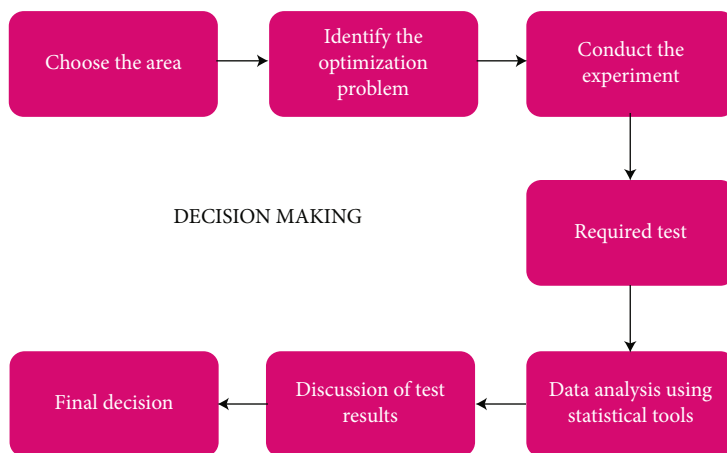 Choose the area
Identify the
optimization
problem
Conduct the
experiment
DECISION MAKING
Required test
Final decision
Discussion of test
results
Data analysis using
statistical tools